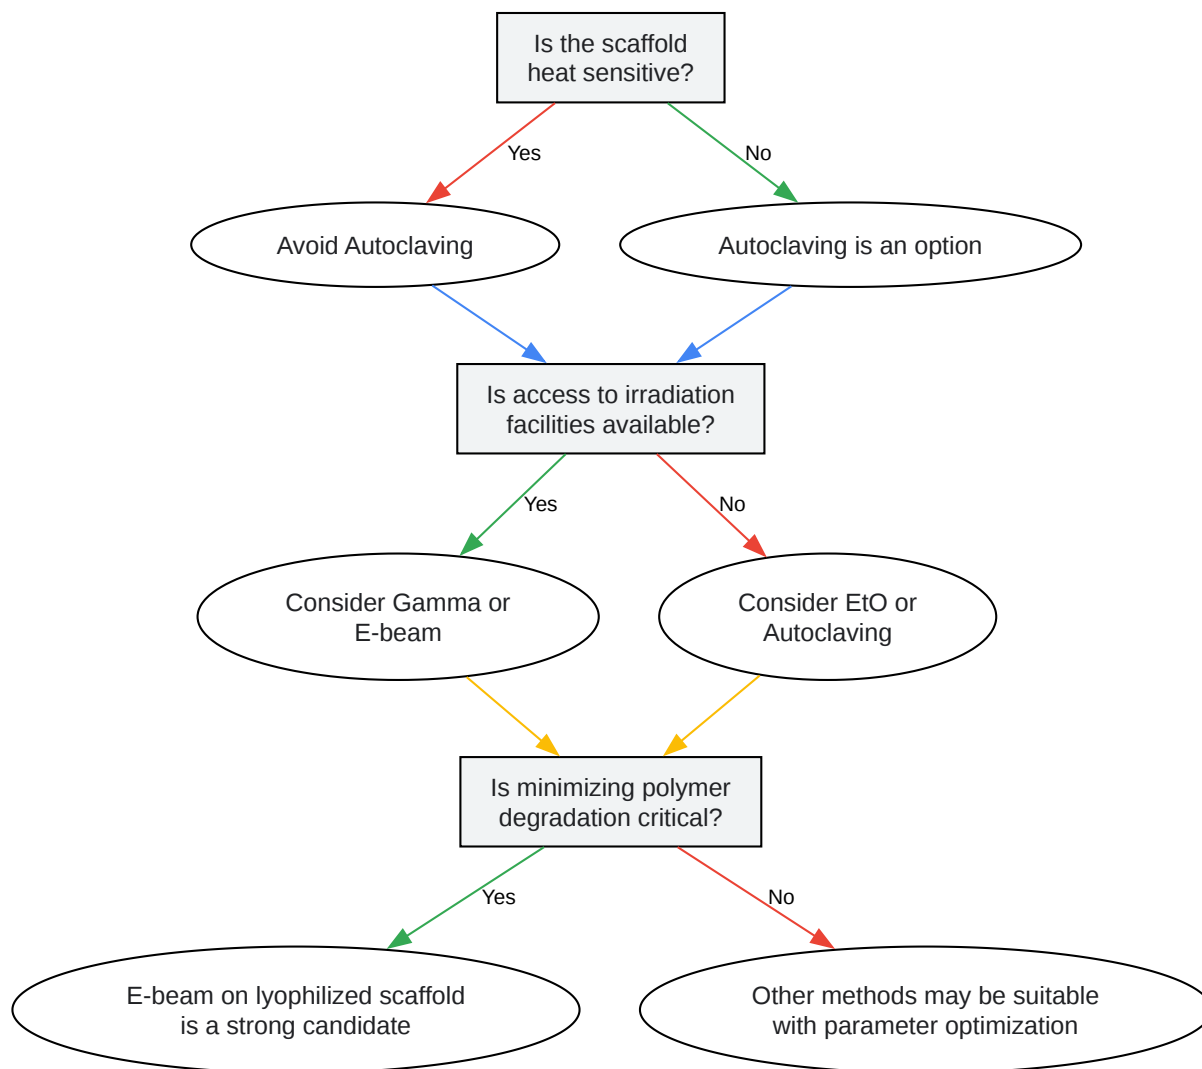 Is the scaffold
heat sensitive?
Yes
No
Avoid Autoclaving
Autoclaving is an option
Is access to irradiation
facilities available?
Yes
No
Consider Gamma or
E-beam
Consider EtO or
Autoclaving
Is minimizing polymer
degradation critical?
Yes
No
E-beam on lyophilized scaffold
is a strong candidate
Other methods may be suitable
with parameter optimization